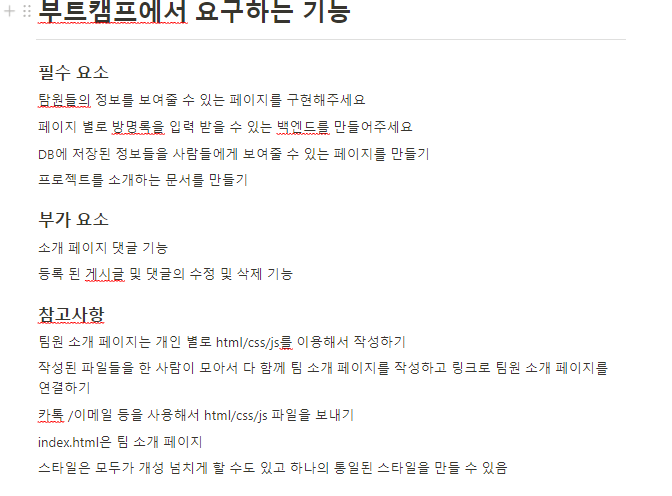 부트캠프에서 요구하는 기능
필수 요소
탐원들의 정보를 보여줄 수 있는 페이지를 구현해주세요
페이지 별로 방명록을 입력 받을 수 있는 백엔드를 만들어주세요
DB에 저장된 정보들을 사람들에게 보여줄 수 있는 페이지를 만들기
프로젝트를 소개하는 문서를 만들기
부가 요소
소개 페이지 댓글 기능
등록 된 게시글 및 댓글의 수정 및 삭제 기능
참고사항
팀원 소개 페이지는 개인 별로 html/css/js를 이용해서 작성하기
작성된 파일들을 한 사람이 모아서 다 함께 팀 소개 페이지를 작성하고 링크로 팀원 소개 페이지를
연결하기
카톡 /이메일 등을 사용해서 html/css/js 파일을 보내기
index.html은 팀 소개 페이지
스타일은 모두가 개성 넘치게 할 수도 있고 하나의 통일된 스타일을 만들 수 있음